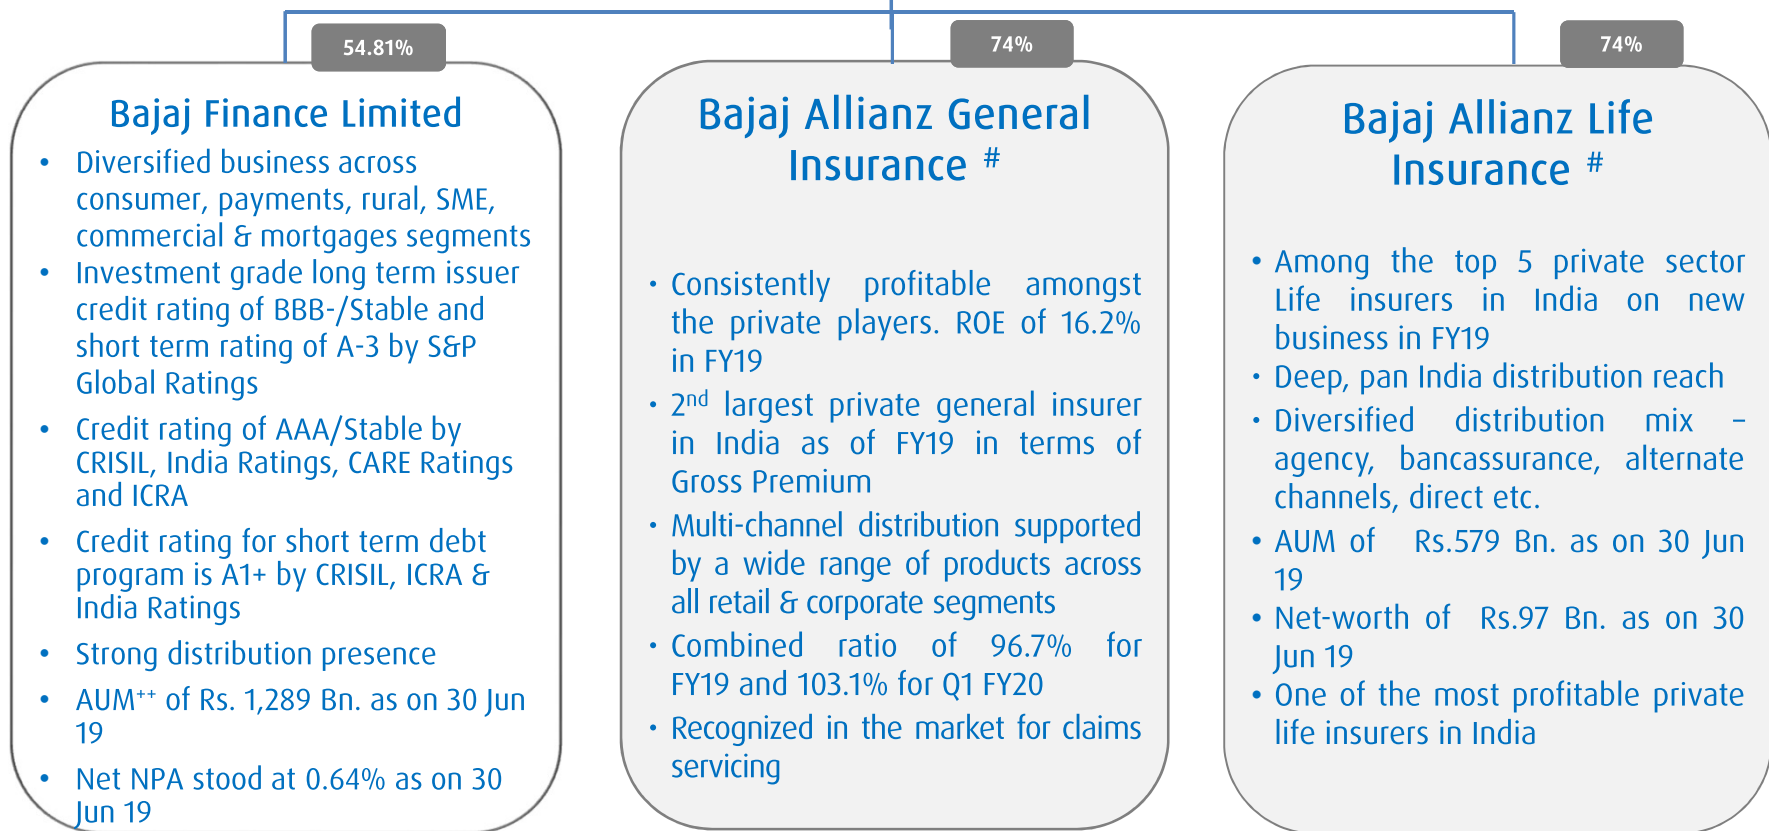 54.81%
74%
74%
Bajaj Finance Limited
• Diversified business across
consumer, payments, rural, SME,
commercial & mortgages segments
• Investment grade long term issuer
credit rating of BBB-/Stable and
short term rating of A-3 by S&P
Global Ratings
• Credit rating of AAA/Stable by
CRISIL, India Ratings, CARE Ratings
and ICRA
• Credit rating for short term debt
program is A1+ by CRISIL, ICRA &
India Ratings
• Strong distribution presence
• AUM++ of Rs. 1,289 Bn. as on 30 Jun
19
• Net NPA stood at 0.64% as on 30
Jun 19
Bajaj Allianz General
Insurance #
• Consistently profitable amongst
the private players. ROE of 16.2%
in FY19
• 2nd largest private general insurer
in India as of FY19 in terms of
Gross Premium
• Multi-channel distribution supported
by a wide range of products across
all retail & corporate segments
• Combined ratio of 96.7% for
FY19 and 103.1% for Q1 FY20
• Recognized in the market for claims
servicing
Bajaj Allianz Life
Insurance #
• Among the top 5 private sector
Life insurers in India on new
business in FY19
• Deep, pan India distribution reach
• Diversified distribution mix –
agency, bancassurance, alternate
channels, direct etc.
• AUM of Rs.579 Bn. as on 30 Jun
19
• Net-worth of Rs.97 Bn. as on 30
Jun 19
• One of the most profitable private
life insurers in India